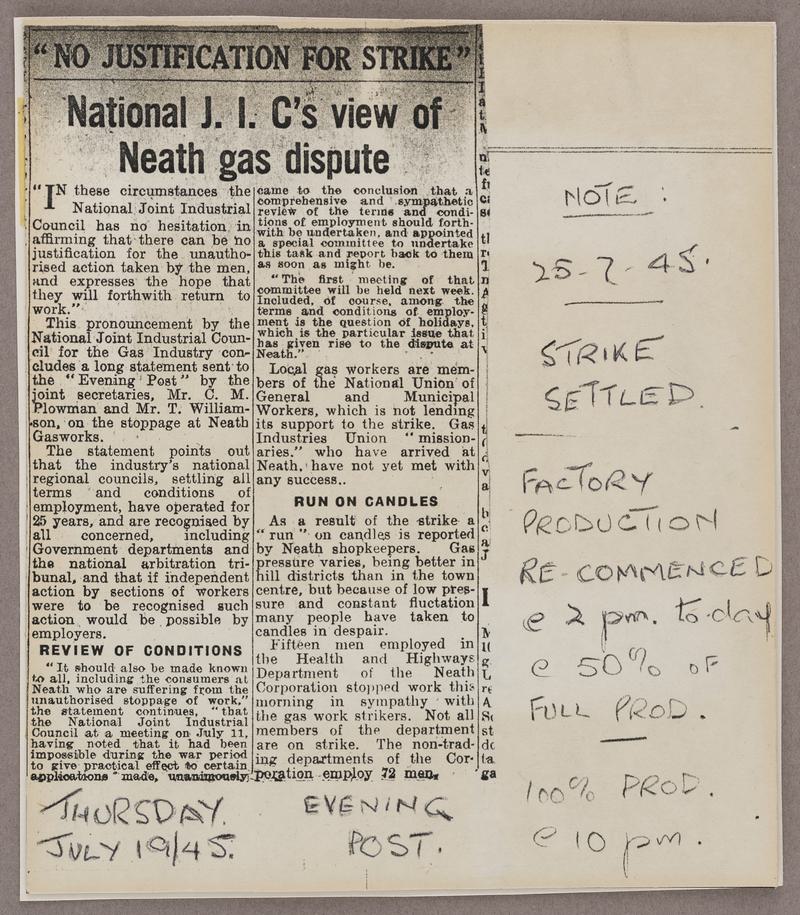 “NO JUSTIFICATION FOR STRIKE”
National J. I. C's view of
Neath gas dispute
“IN these circumstances the
National Joint Industrial
Council has no hesitation in
affirming that there can be no
justification for the unautho-
rised action taken by the men,
and expresses the hope that
they will forthwith return to
work.”
This pronouncement by the
National Joint Industrial Coun-
cil for the Gas Industry con-
cludes a long statement sent to
the “Evening Post” by the
joint secretaries, Mr. C. M.
Plowman and Mr. T. William-
son, on the stoppage at Neath
Gasworks.
The statement points out
that the industry's national
regional councils, settling all
terms and conditions of
employment, have operated for
25 years, and are recognised by
all concerned, including
Government departments and
the national arbitration tri-
bunal, and that if independent
action by sections of workers
were to be recognised such
action would be possible by
employers.
REVIEW OF CONDITIONS
“It should also be made known
to all, including the consumers at
Neath who are suffering from the
unauthorised stoppage of work,”
the statement continues, “that
the National Joint Industrial
Council at a meeting on July 11,
having noted that it had been
impossible during the war period
to give practical effect to certain
applications made, unanimously
came to the conclusion that a
comprehensive and sympathetic
review of the terms and condi-
tions of employment should forth-
with be undertaken, and appointed
a special committee to undertake
this task and report back to them
as soon as might be.
“The first meeting of that
committee will be held next week.
Included, of course, among the
terms and conditions of employ-
ment is the question of holidays,
which is the particular issue that
has given rise to the dispute at
Neath.”
Local gas workers are mem-
bers of the National Union of
General and Municipal
Workers, which is not lending
its support to the strike. Gas
Industries Union “mission-
aries,” who have arrived at
Neath, have not yet met with
any success..
RUN ON CANDLES
As a result of the strike a
“run” on candles is reported
by Neath shopkeepers. Gas
pressure varies, being better in
hill districts than in the town
centre, but because of low pres-
sure and constant fluctation
many people have taken to
candles in despair.
Fifteen men employed in
the Health and Highways
Department of the Neath
Corporation stopped work this
morning in sympathy with
the gas work strikers. Not all
members of the department
are on strike. The non-trad-
ing departments of the Cor-
poration employ 72 men.
THURSDAY.
JULY 19/45.
EVENING
POST.
NOTE :
25-7-45.
STRIKE
SETTLED.
FACTORY
PRODUCTION
RE-COMMENCED
@ 2 pm. to-day
@ 50% OF
FULL PROD.
100% PROD.
@ 10 pm.